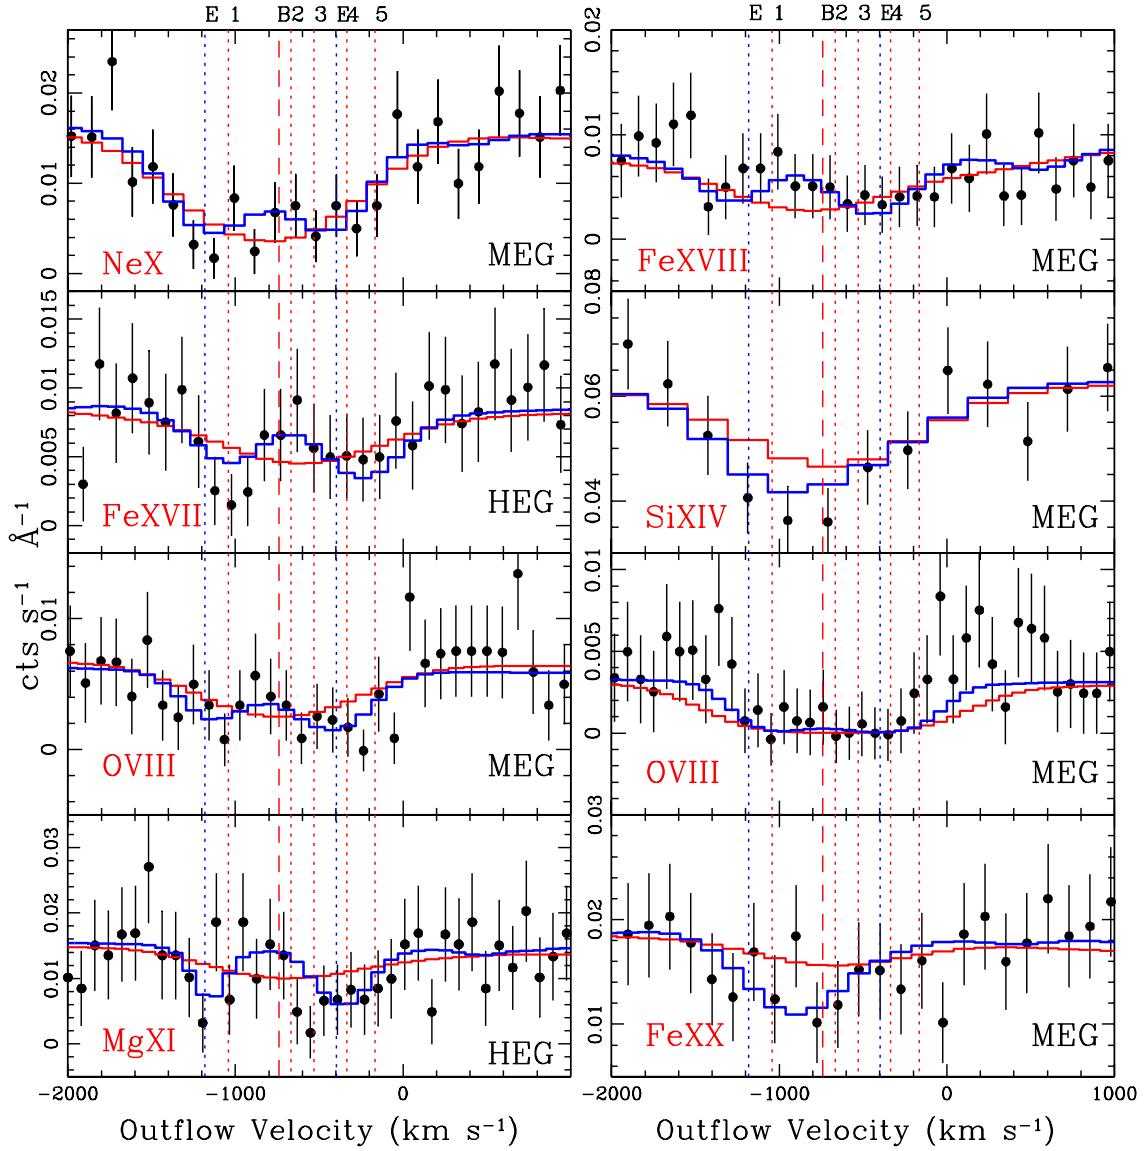 E 1 B2 3 E4 5
E 1 B2 3 E4 5
0.02
0.01
0
NeX
MEG
0.02
0.01
0
FeXVIII
MEG
0.015
0.01
0.005
0
FeXVII
HEG
0.08
0.06
0.04
SiXIV
MEG
cts s⁻¹ Å⁻¹
0.01
0
OVIII
MEG
0.01
0.005
0
OVIII
MEG
0.03
0.02
0.01
0
MgXI
HEG
0.03
0.02
0.01
FeXX
MEG
-2000 -1000 0
-2000 -1000 0 1000
Outflow Velocity (km s⁻¹)
Outflow Velocity (km s⁻¹)